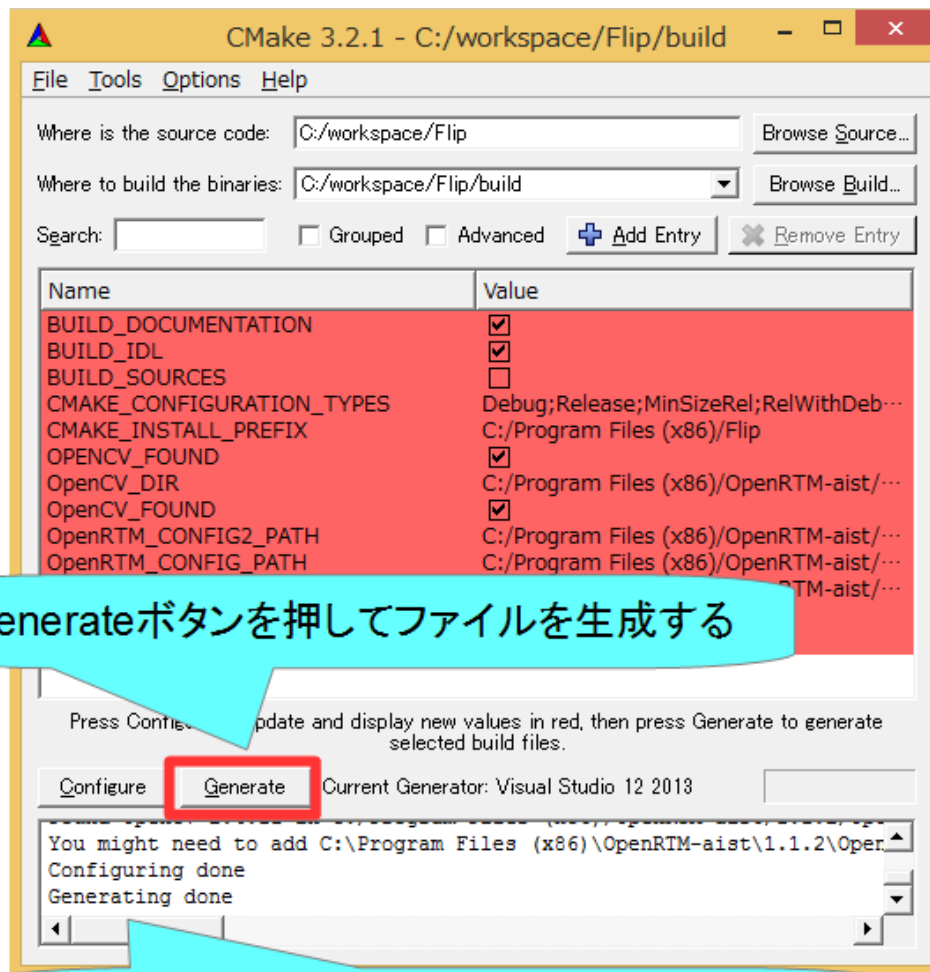 CMake 3.2.1 - C:/workspace/Flip/build
File Tools Options Help
Where is the source code: C:/workspace/Flip Browse Source...
Where to build the binaries: C:/workspace/Flip/build Browse Build...
Search: Grouped Advanced Add Entry Remove Entry
Name Value
BUILD_DOCUMENTATION
BUILD_IDL
BUILD_SOURCES
CMAKE_CONFIGURATION_TYPES Debug;Release;MinSizeRel;RelWithDeb…
CMAKE_INSTALL_PREFIX C:/Program Files (x86)/Flip
OPENCV_FOUND
OpenCV_DIR C:/Program Files (x86)/OpenRTM-aist/…
OpenCV_FOUND
OpenRTM_CONFIG2_PATH C:/Program Files (x86)/OpenRTM-aist/…
OpenRTM_CONFIG_PATH C:/Program Files (x86)/OpenRTM-aist/…
RTM-aist/…
enerateボタンを押してファイルを生成する
Press Config pdate and display new values in red, then press Generate to generate
selected build files.
Configure Generate Current Generator: Visual Studio 12 2013
You might need to add C:\Program Files (x86)\OpenRTM-aist\1.1.2\Open
Configuring done
Generating done